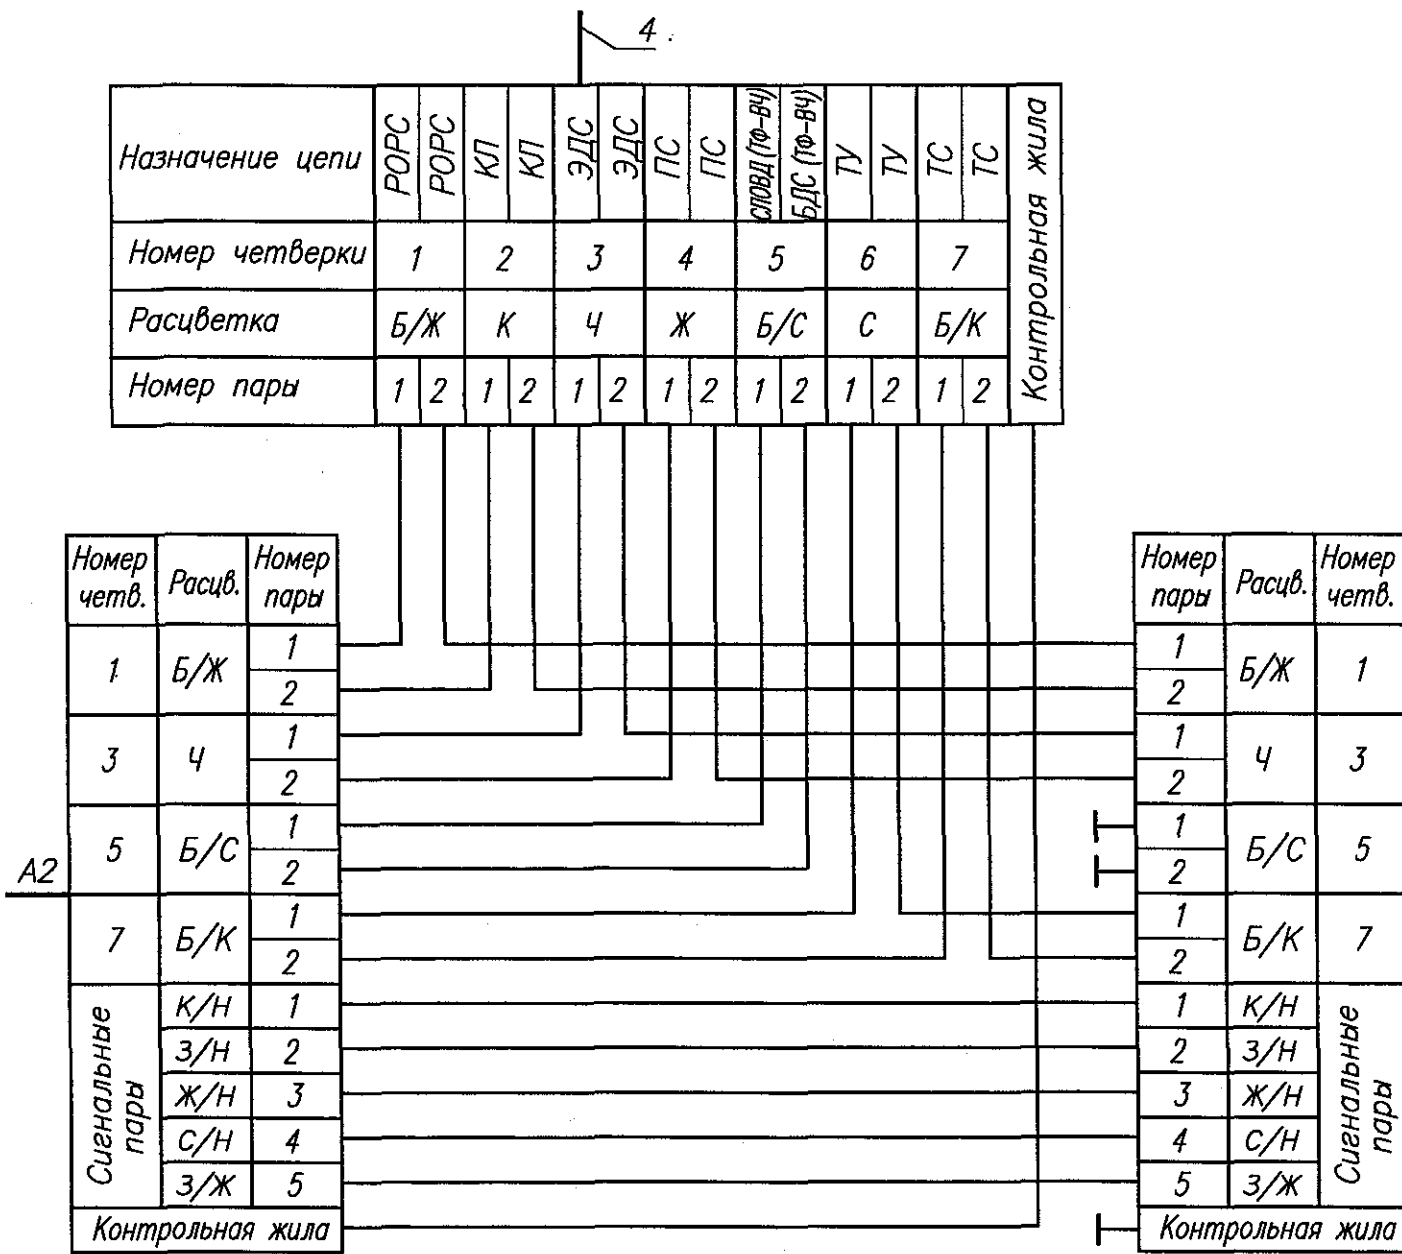 4
Назначение цепи РОРС РОРС КЛ КЛ ЭДС ЭДС ПС ПС СЛОВД (ТФ-ВЧ) БДС (ТФ-ВЧ) ТУ ТУ ТС ТС Контрольная жила
Номер четверки 1 2 3 4 5 6 7
Расцветка Б/Ж К Ч Ж Б/С С Б/К
Номер пары 1 2 1 2 1 2 1 2 1 2 1 2 1 2
Номер четв. Расцв. Номер пары
1 Б/Ж 1
2
3 Ч 1
2
5 Б/С 1
2
А2
7 Б/К 1
2
Сигнальные пары
К/Н 1
З/Н 2
Ж/Н 3
С/Н 4
З/Ж 5
Контрольная жила
Номер пары Расцв. Номер четв.
1 Б/Ж 1
2
1 Ч 3
2
1 Б/С 5
2
1 Б/К 7
2
1 К/Н
2 З/Н
3 Ж/Н
4 С/Н
5 З/Ж
Сигнальные пары
Контрольная жила